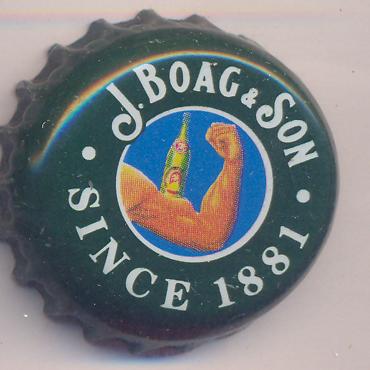 J. BOAG & SON
• SINCE 1881 •